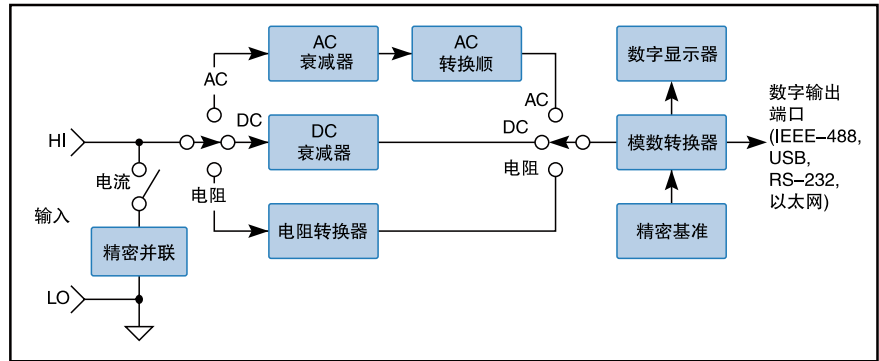 AC
衰减器
AC
转换顺
数字显示器
AC
AC
数字输出
端口
(IEEE–488,
USB,
RS–232,
以太网)
HI
DC
DC
衰减器
DC
模数转换器
电流
电阻
电阻
输入
精密并联
电阻转换器
精密基准
LO